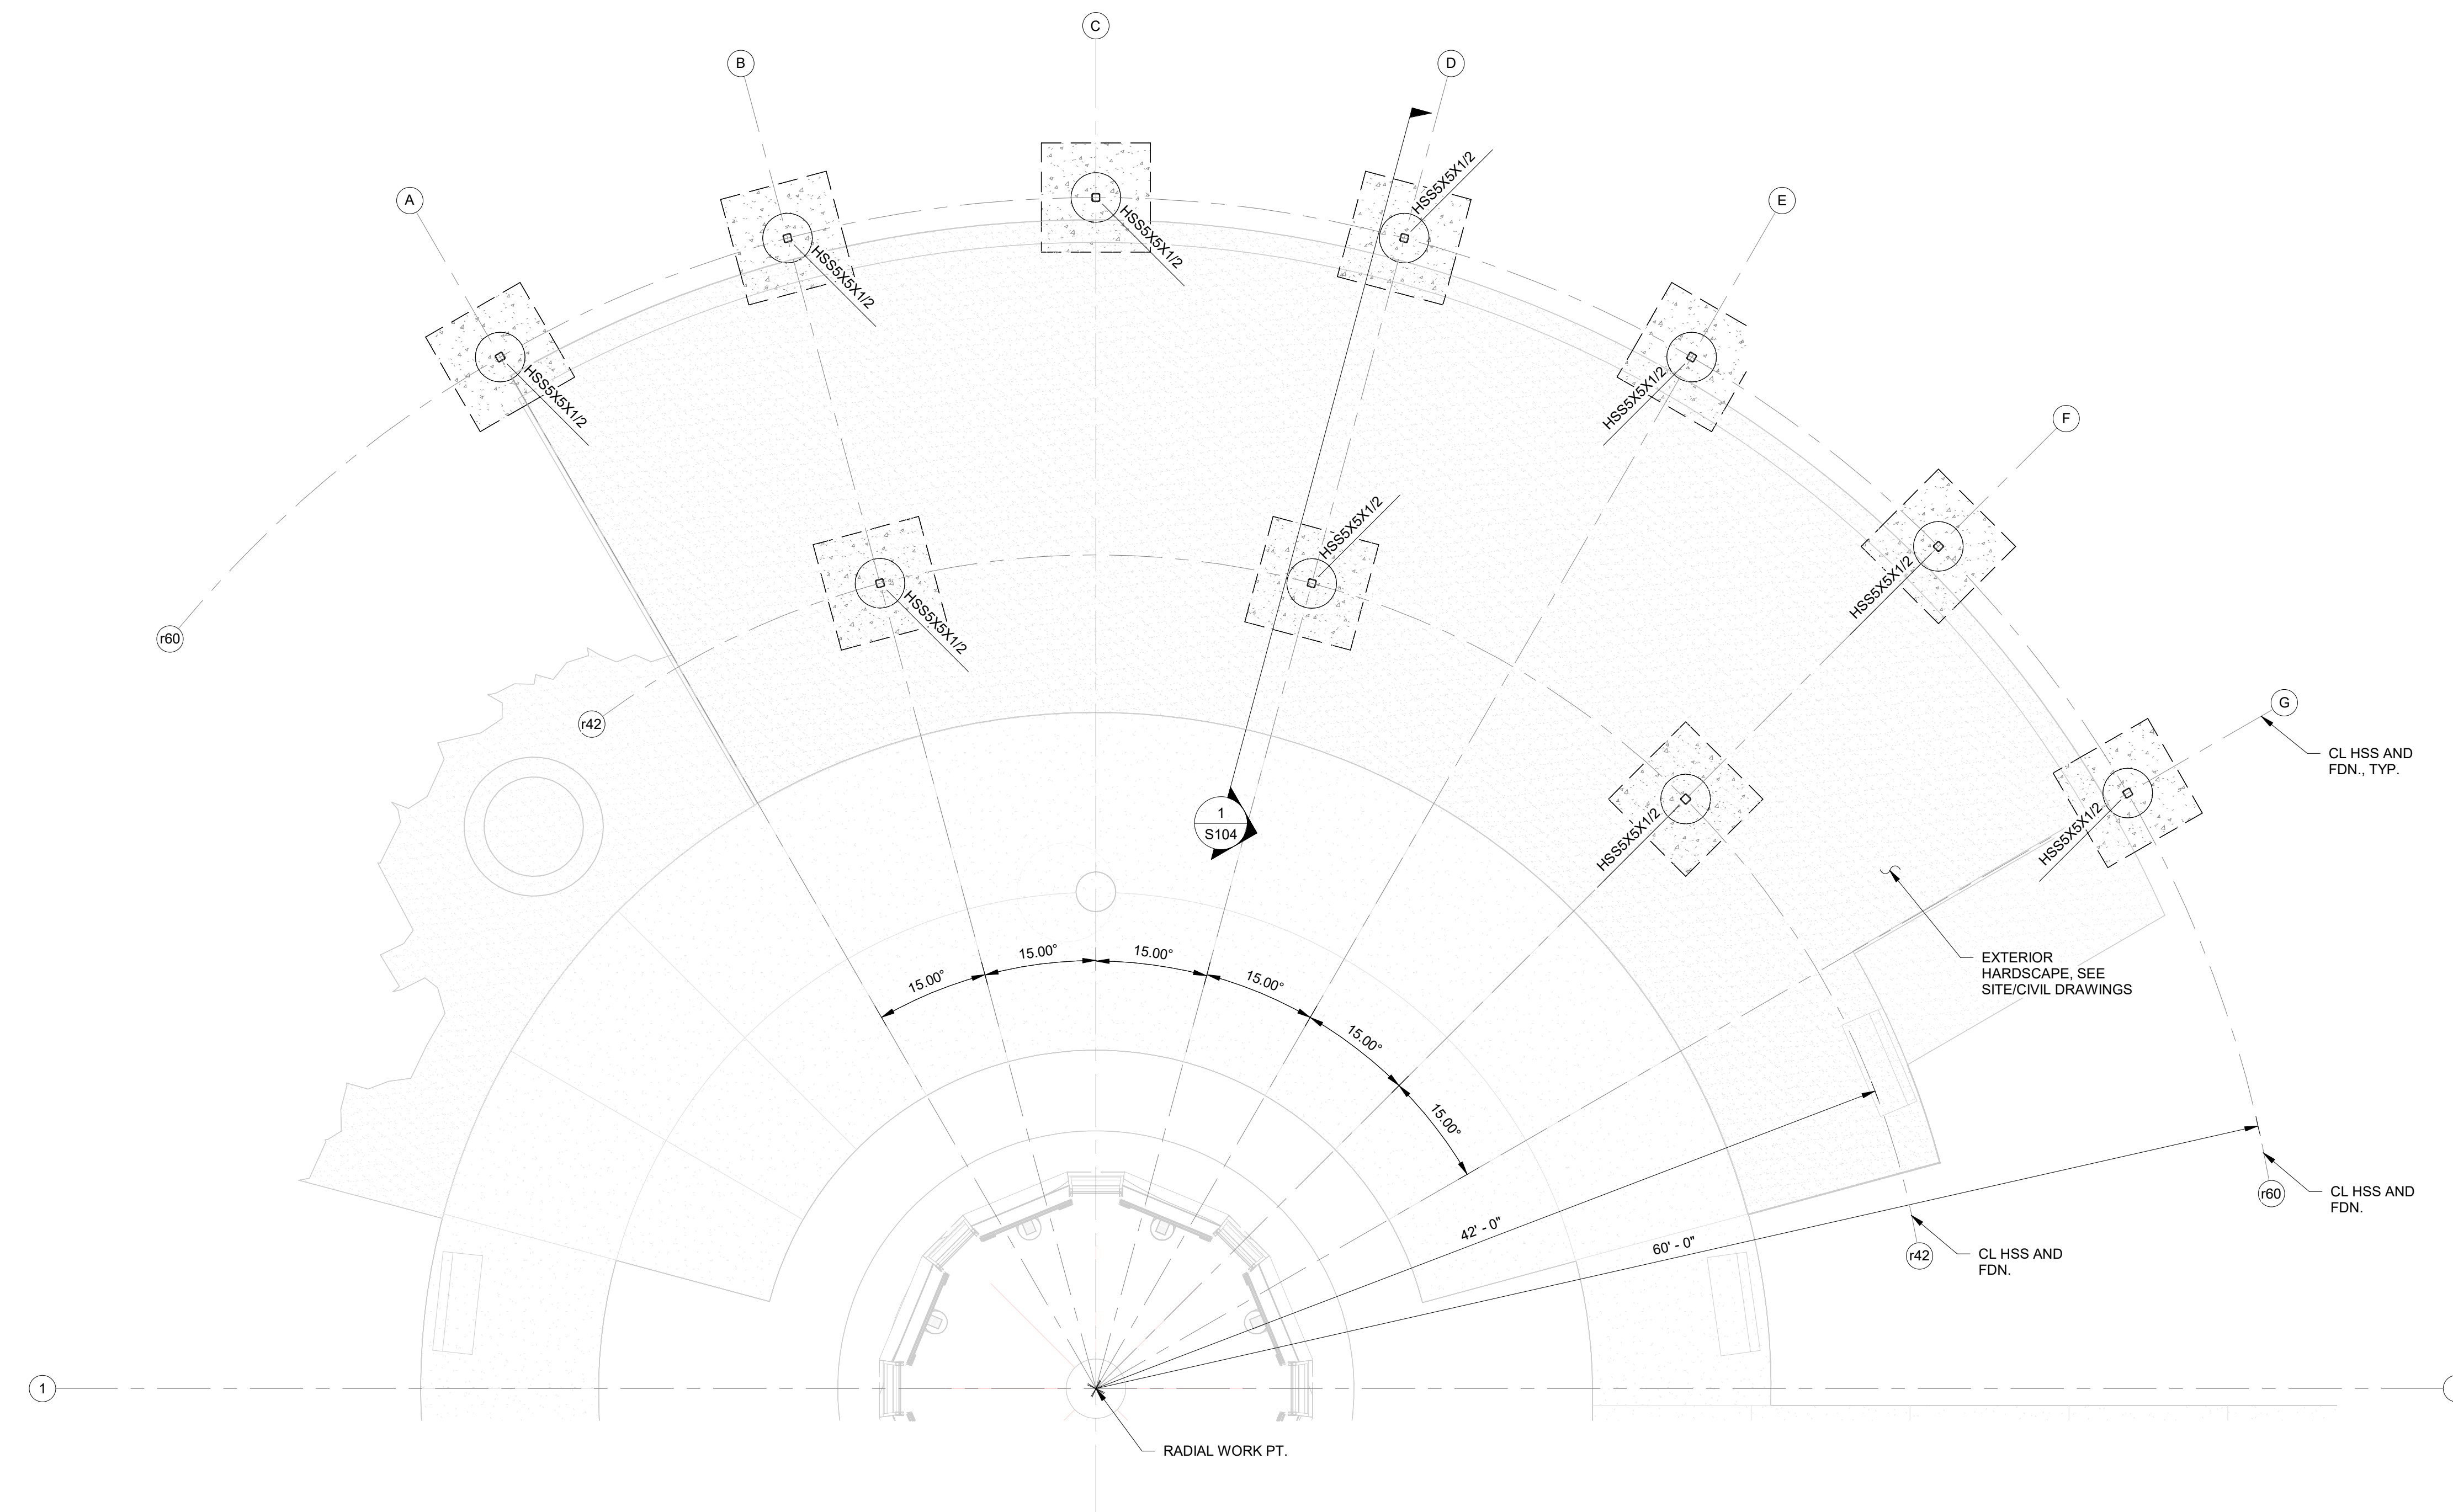 C
B
D
A
E
HSS5X5X1/2
HSS5X5X1/2
HSS5X5X1/2
HSS5X5X1/2
HSS5X5X1/2
F
HSS5X5X1/2
HSS5X5X1/2
HSS5X5X1/2
r60
r42
G
CL HSS AND
FDN., TYP.
1
S104
HSS5X5X1/2
HSS5X5X1/2
EXTERIOR
HARDSCAPE, SEE
SITE/CIVIL DRAWINGS
15.00°
15.00°
15.00°
15.00°
15.00°
15.00°
42' - 0"
60' - 0"
r60
CL HSS AND
FDN.
r42
CL HSS AND
FDN.
1
RADIAL WORK PT.